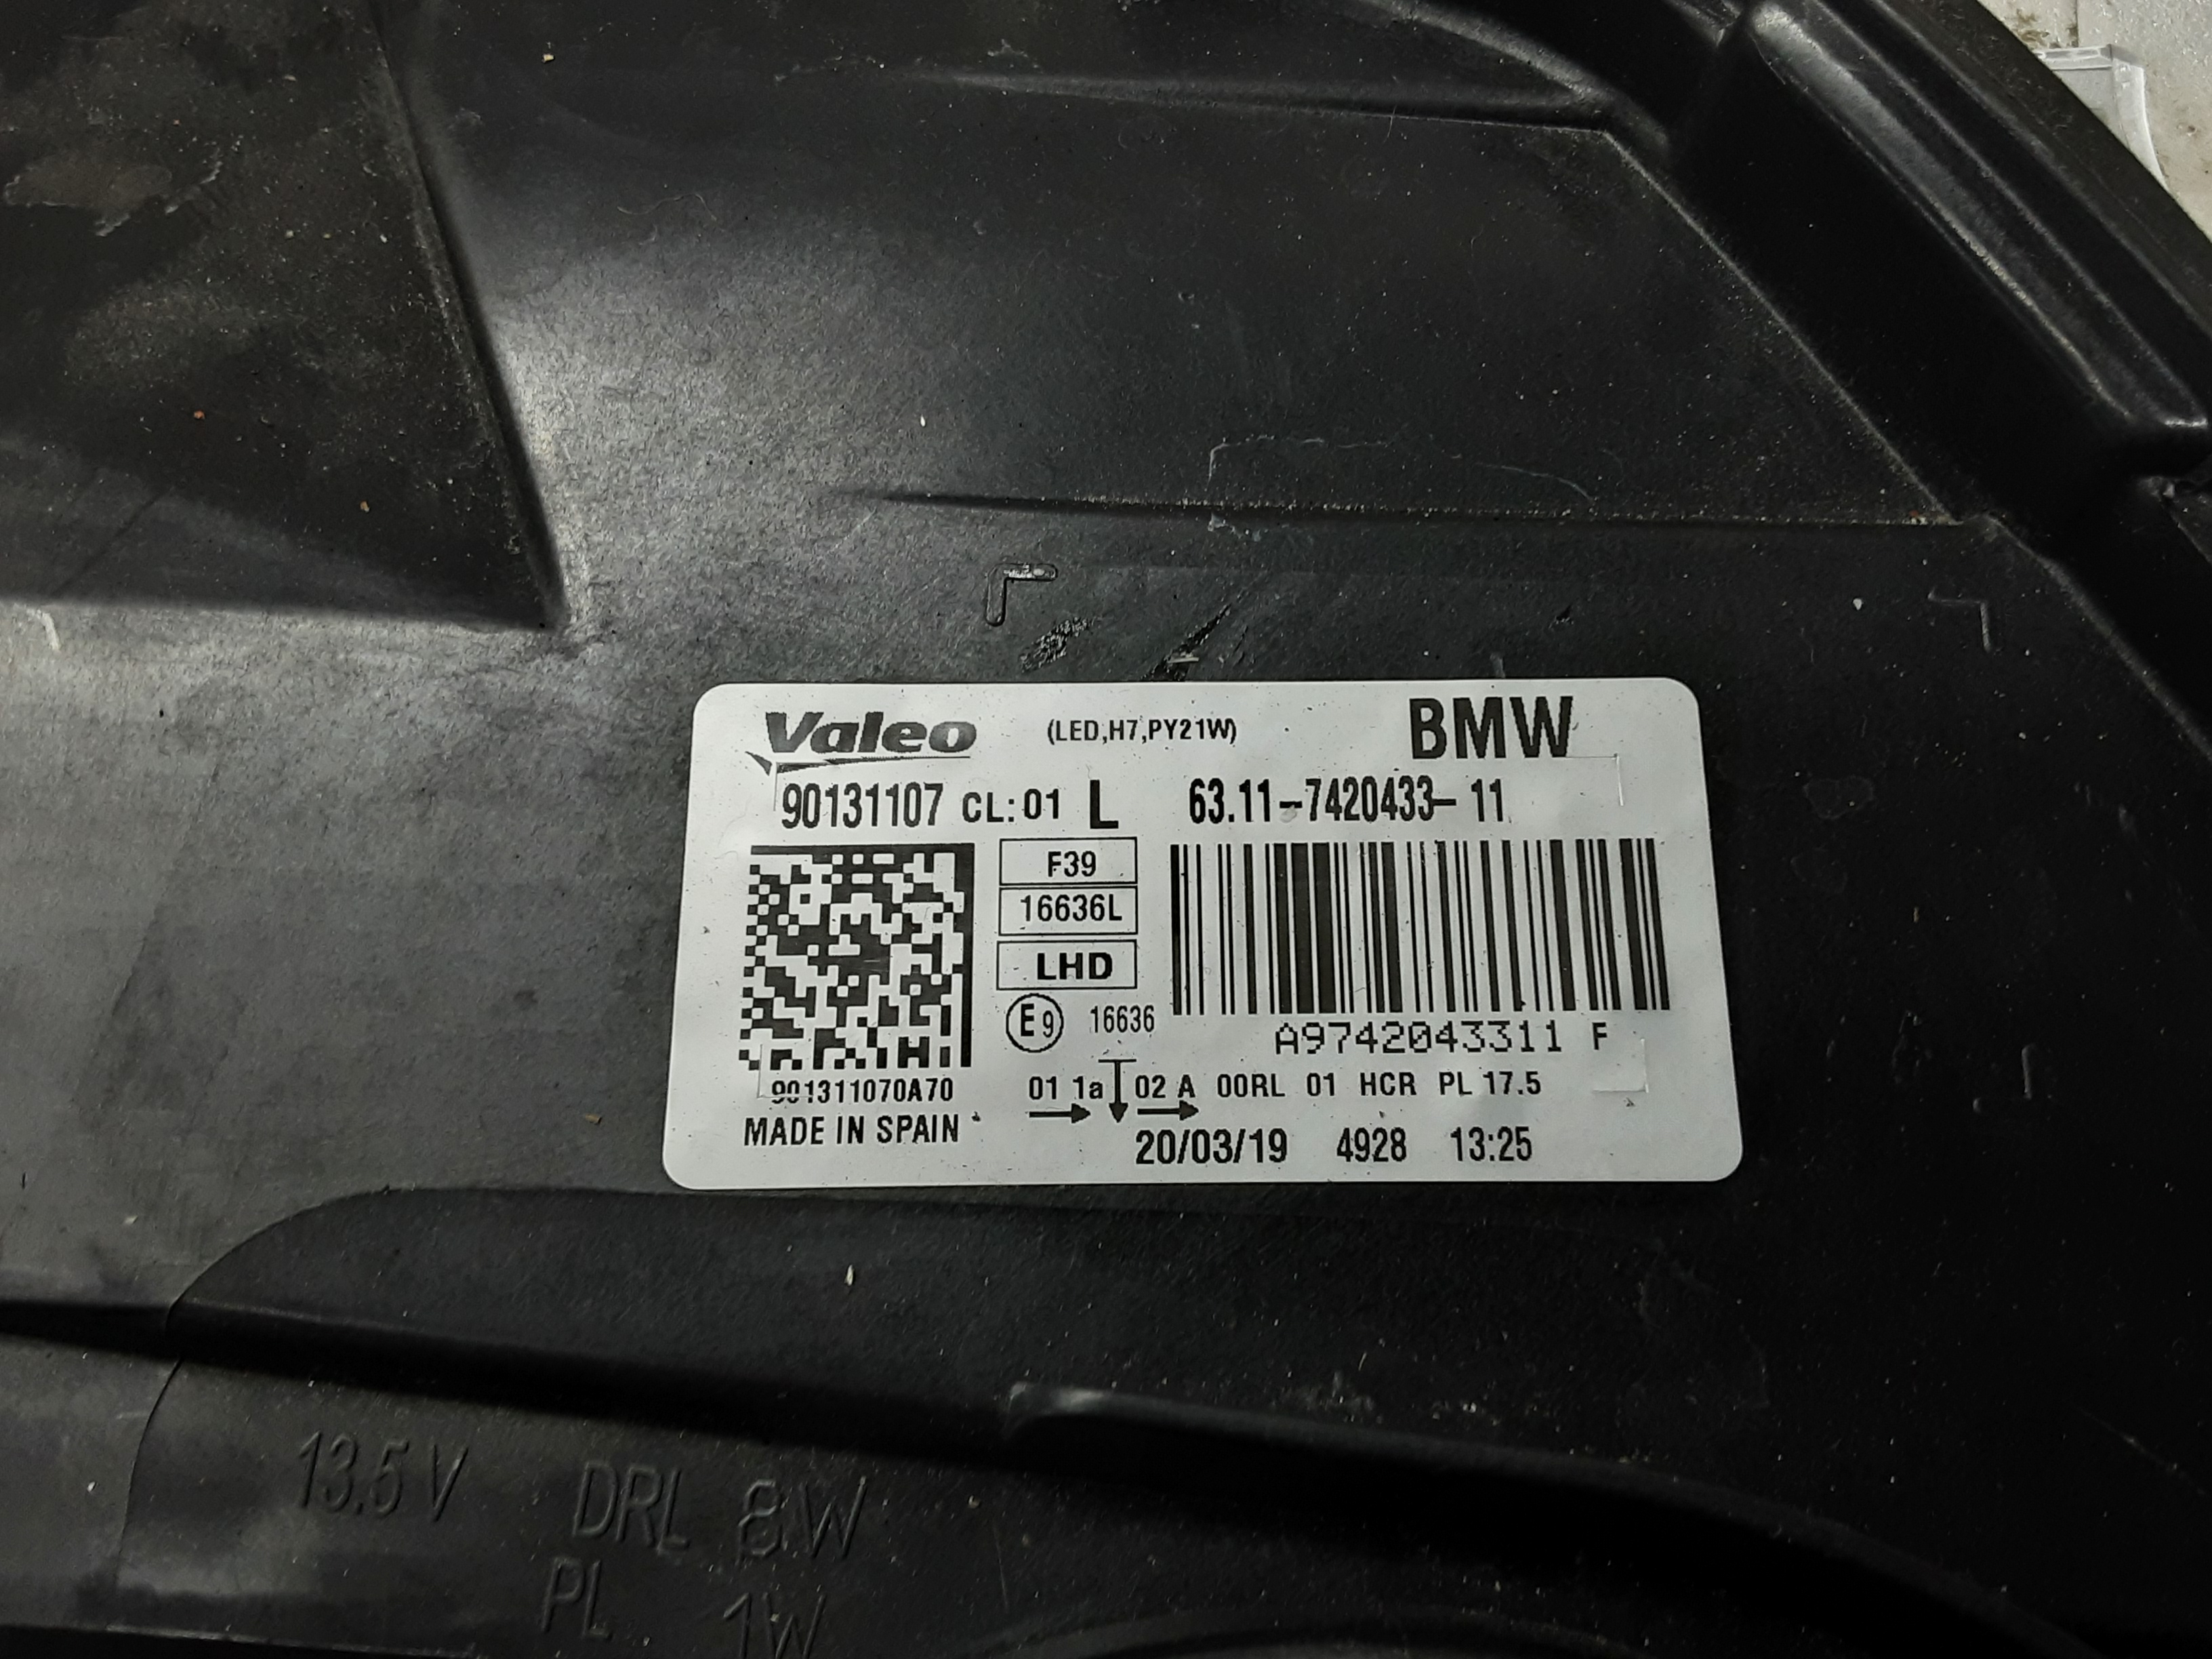 Valeo (LED,H7,PY21W) BMW
90131107 CL:01 L 63.11-7420433-11
F39
16636L
LHD
E9 16636
A9742043311 F
901311070A70 01 1a 02 A 00RL 01 HCR PL 17.5
MADE IN SPAIN 20/03/19 4928 13:25
13.5V DRL 8W
PL 1W